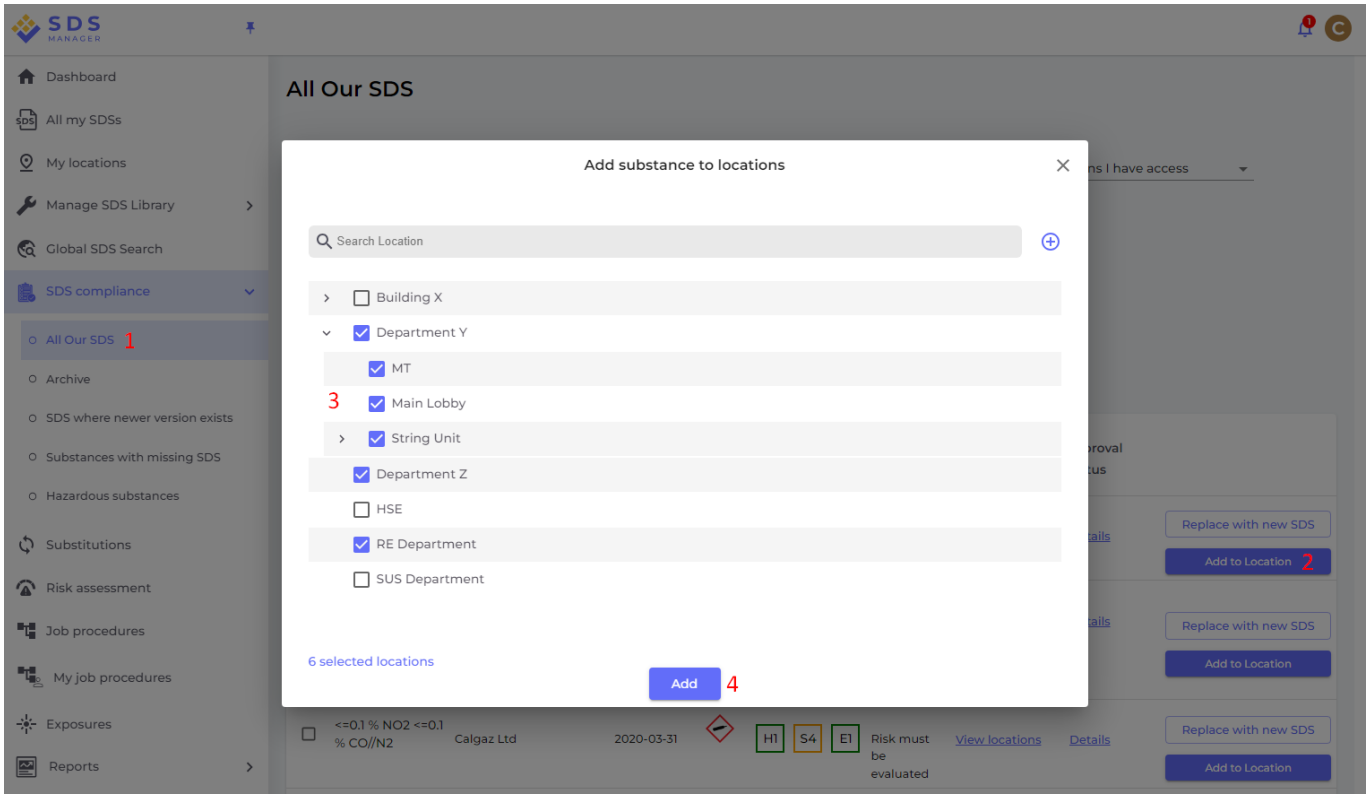 SDS
MANAGER
1
C
Dashboard
All Our SDS
SDS
All my SDSs
My locations
Add substance to locations
ns I have access
Manage SDS Library
Global SDS Search
Search Location
SDS compliance
Building X
All Our SDS 1
Department Y
Archive
MT
3
Main Lobby
SDS where newer version exists
String Unit
Substances with missing SDS
Department Z
Hazardous substances
HSE
Substitutions
RE Department
Risk assessment
SUS Department
proval
tus
tails
Replace with new SDS
Add to Location 2
Job procedures
tails
Replace with new SDS
Add to Location
My job procedures
6 selected locations
Add 4
Exposures
<=0.1 % NO2 <=0.1
% CO//N2
Calgaz Ltd
2020-03-31
H1 S4 E1
Risk must
be
evaluated
View locations
Details
Replace with new SDS
Add to Location
Reports